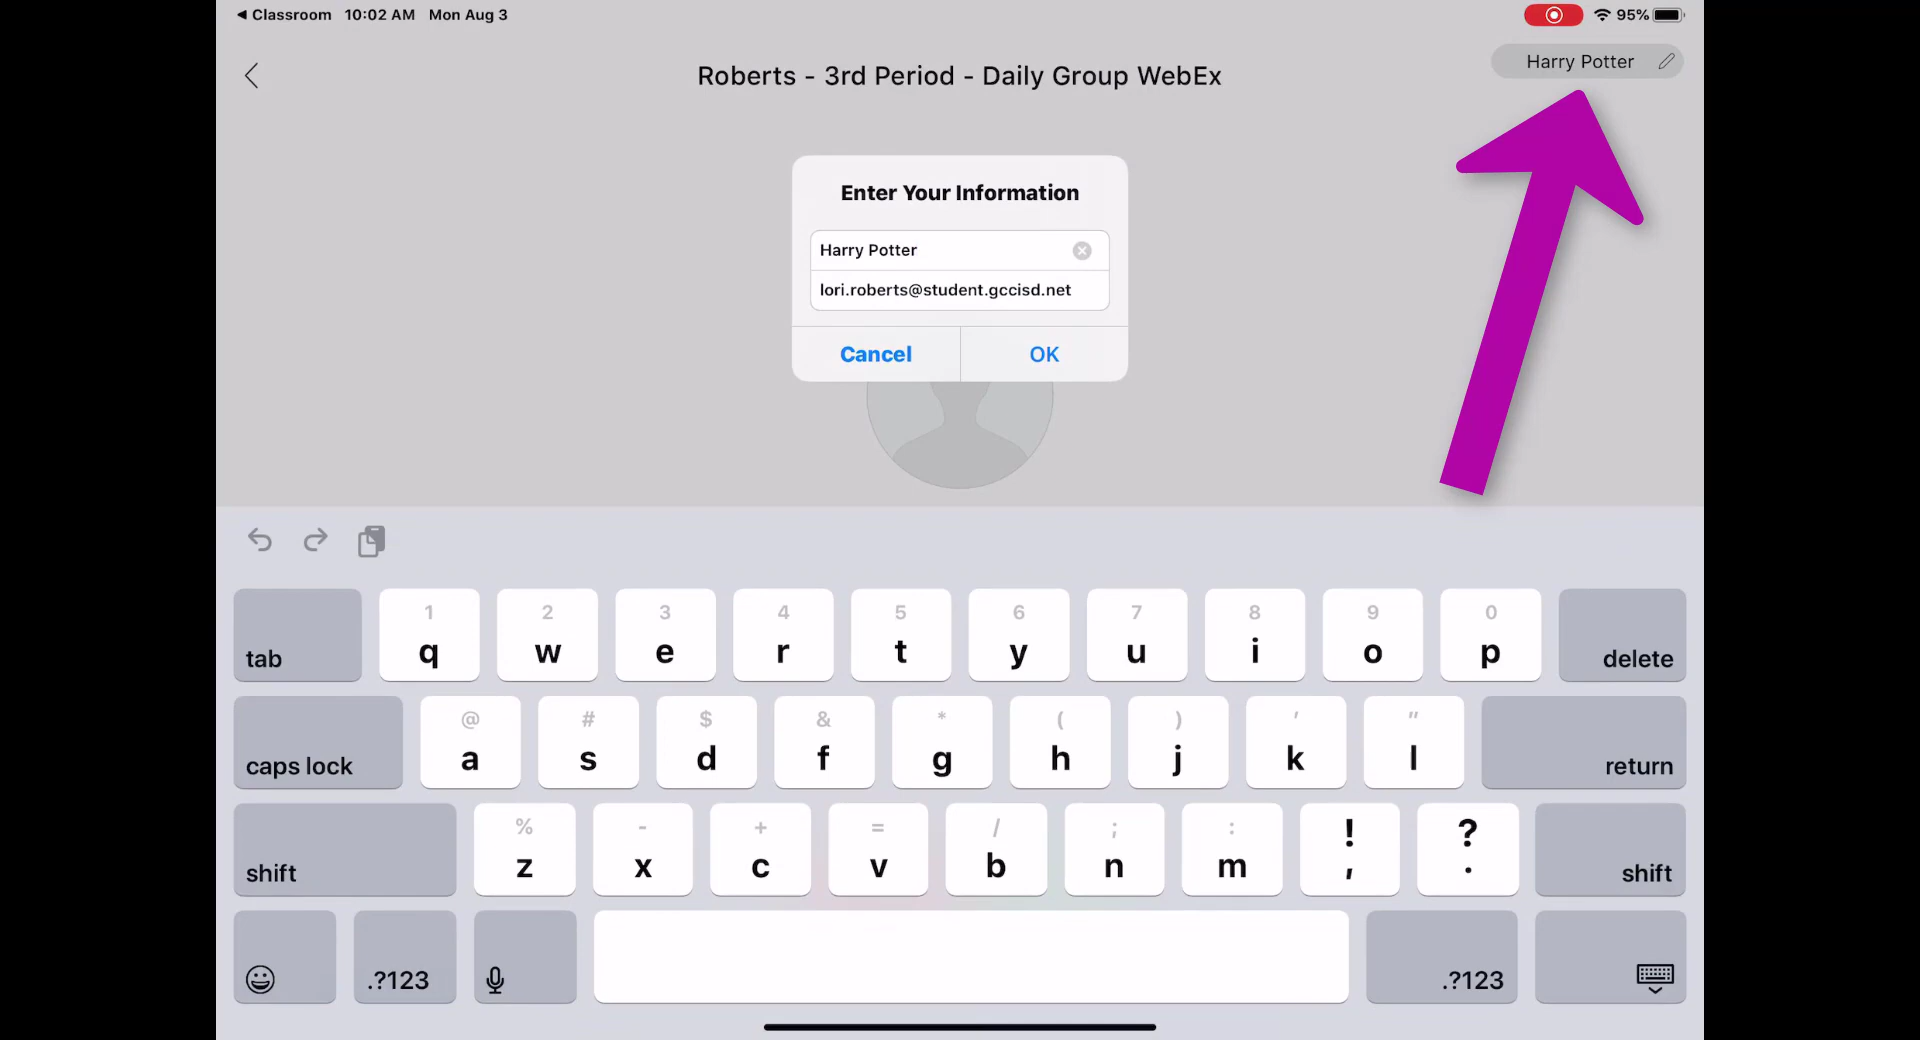 Classroom 10:02 AM Mon Aug 3
95%
Harry Potter
Roberts - 3rd Period - Daily Group WebEx
Enter Your Information
Harry Potter
lori.roberts@student.gccisd.net
Cancel OK
1 2 3 4 5 6 7 8 9 0
tab q w e r t y u i o p delete
@ # $ & * ( ) ' "
caps lock a s d f g h j k l return
% - + = / ; : ! ?
shift z x c v b n m , . shift
.?123 .?123